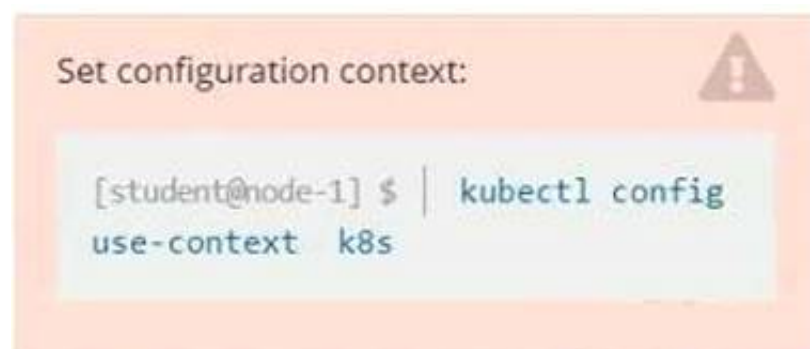 Set configuration context:
[student@node-1] $ | kubectl config
use-context k8s